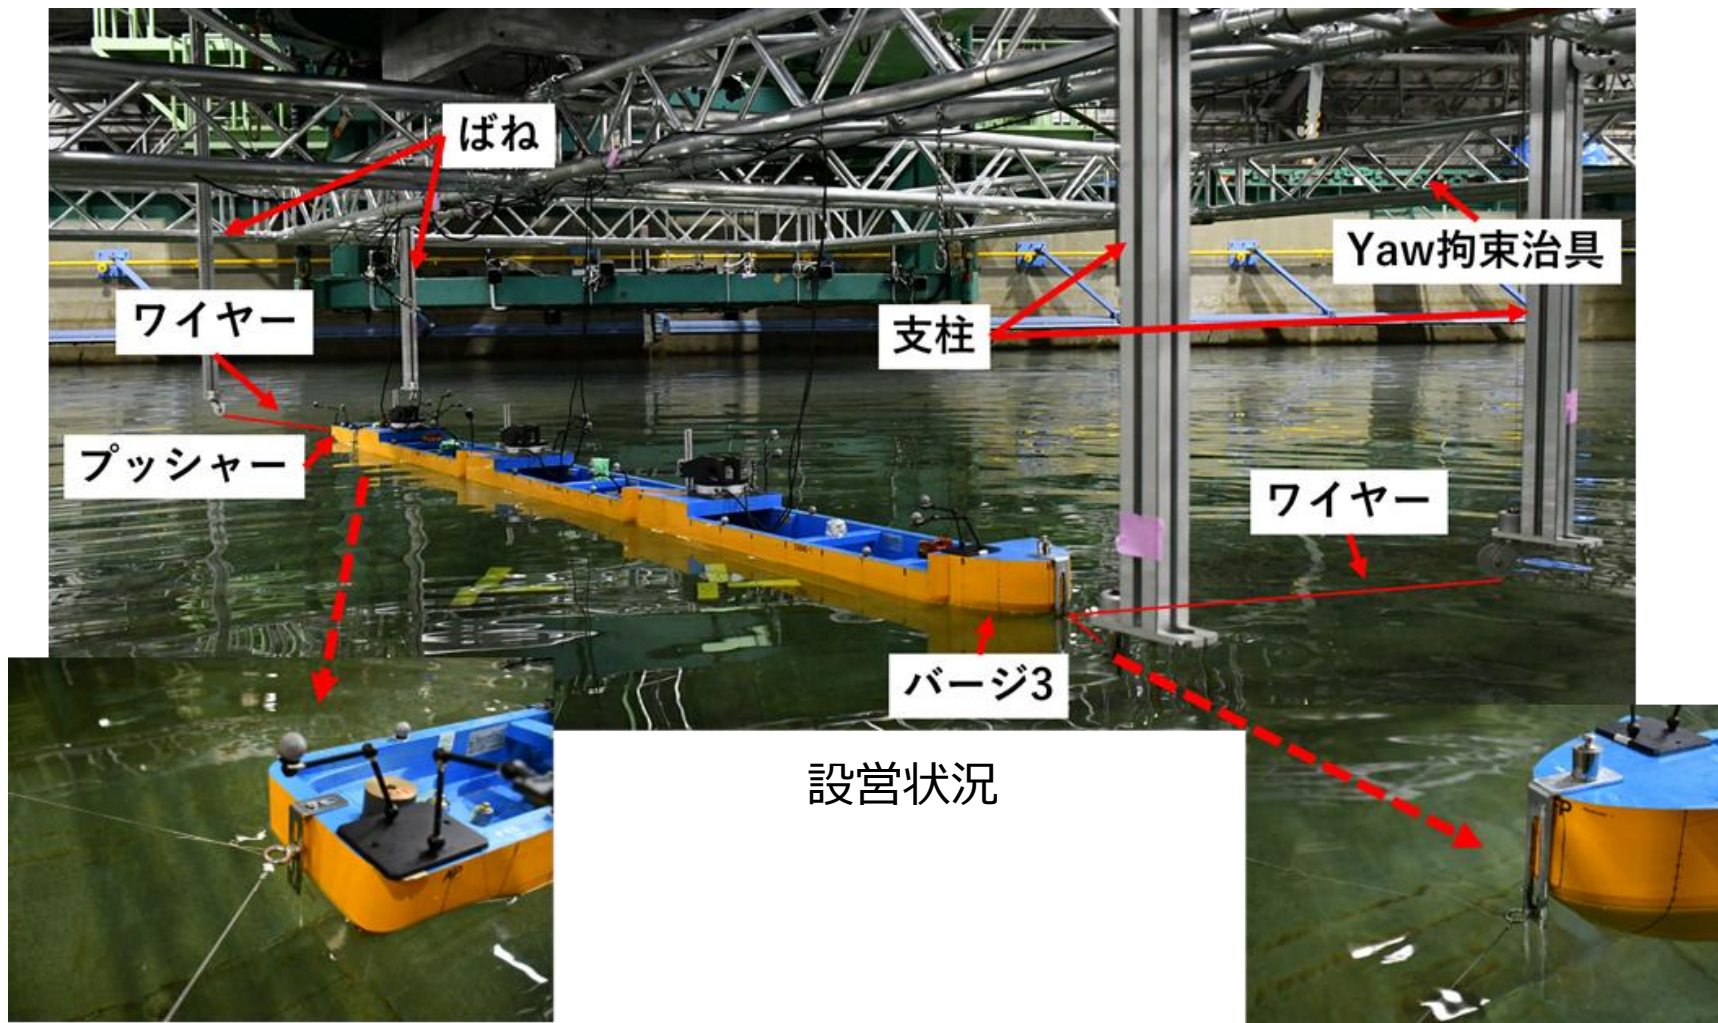 ばね
Yaw拘束治具
ワイヤー
支柱
プッシャー
ワイヤー
バージ3
設営状況